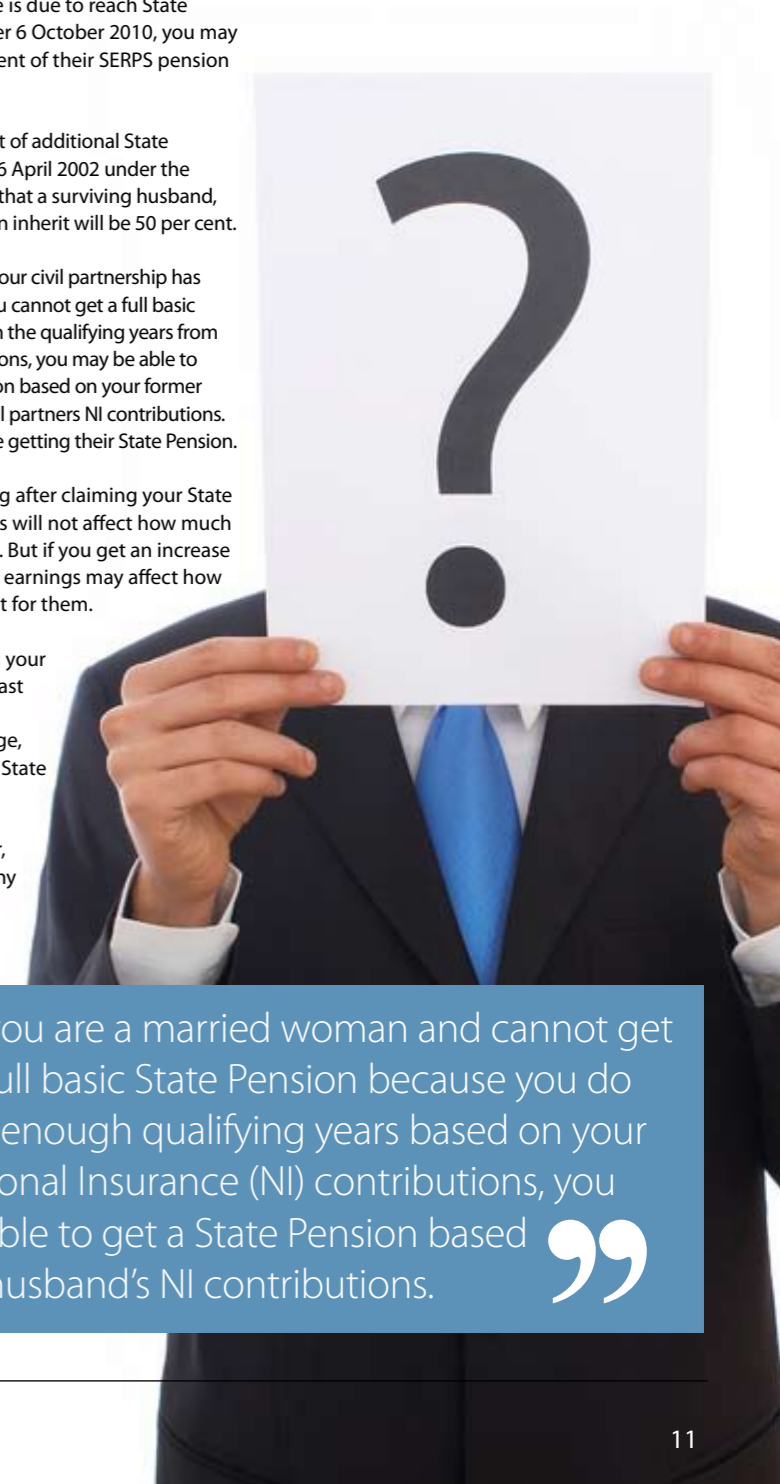 e is due to reach State
er 6 October 2010, you may
ent of their SERPS pension
t of additional State
6 April 2002 under the
that a surviving husband,
n inherit will be 50 per cent.
our civil partnership has
u cannot get a full basic
n the qualifying years from
ions, you may be able to
on based on your former
l partners NI contributions.
e getting their State Pension.
g after claiming your State
s will not affect how much
. But if you get an increase
earnings may affect how
t for them.
your
ast
ge,
State
r,
ny
?
ou are a married woman and cannot get
ull basic State Pension because you do
enough qualifying years based on your
onal Insurance (NI) contributions, you
ble to get a State Pension based
husband’s NI contributions. ”
11